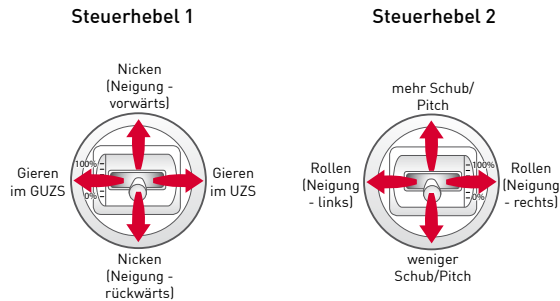 Steuerhebel 1
Nicken
(Neigung -
vorwärts)
100%
0%
Gieren
im GUZS
Gieren
im UZS
Nicken
(Neigung -
rückwärts)
Steuerhebel 2
mehr Schub/
Pitch
Rollen
(Neigung
- links)
100%
0%
Rollen
(Neigung
- rechts)
weniger
Schub/Pitch